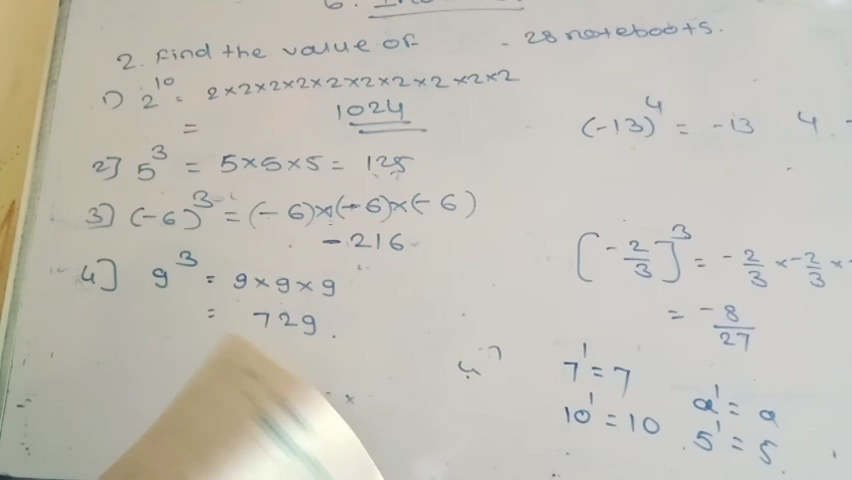 6.
2. Find the value of - 28 notebooks.
1) 2^10 = 2×2×2×2×2×2×2×2×2×2
= 1024
2] 5^3 = 5×5×5 = 125
3] (-6)^3 = (-6)×(-6)×(-6)
-216
4] 9^3 = 9×9×9
= 729.
(-13)^4 = -13 4
[-2/3]^3 = -2/3 × -2/3 ×
= -8/27
7^1 = 7
10^1 = 10 a^1 = a
5^1 = 5